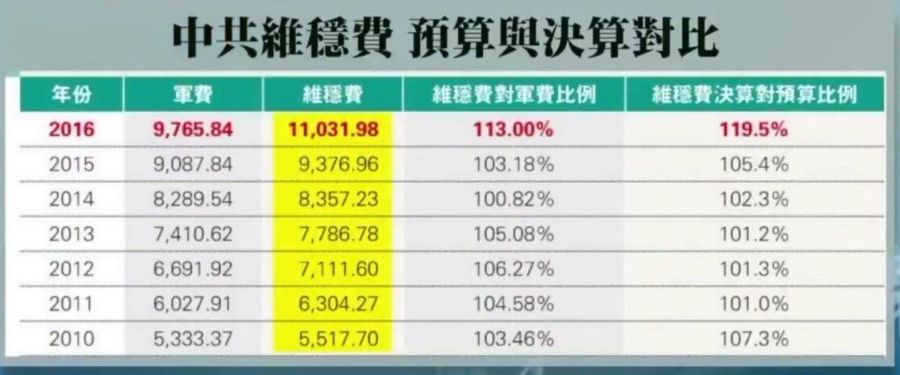 中共維穩費 預算與決算對比
年份 軍費 維穩費 維穩費對軍費比例 維穩費決算對預算比例
2016 9,765.84 11,031.98 113.00% 119.5%
2015 9,087.84 9,376.96 103.18% 105.4%
2014 8,289.54 8,357.23 100.82% 102.3%
2013 7,410.62 7,786.78 105.08% 101.2%
2012 6,691.92 7,111.60 106.27% 101.3%
2011 6,027.91 6,304.27 104.58% 101.0%
2010 5,333.37 5,517.70 103.46% 107.3%